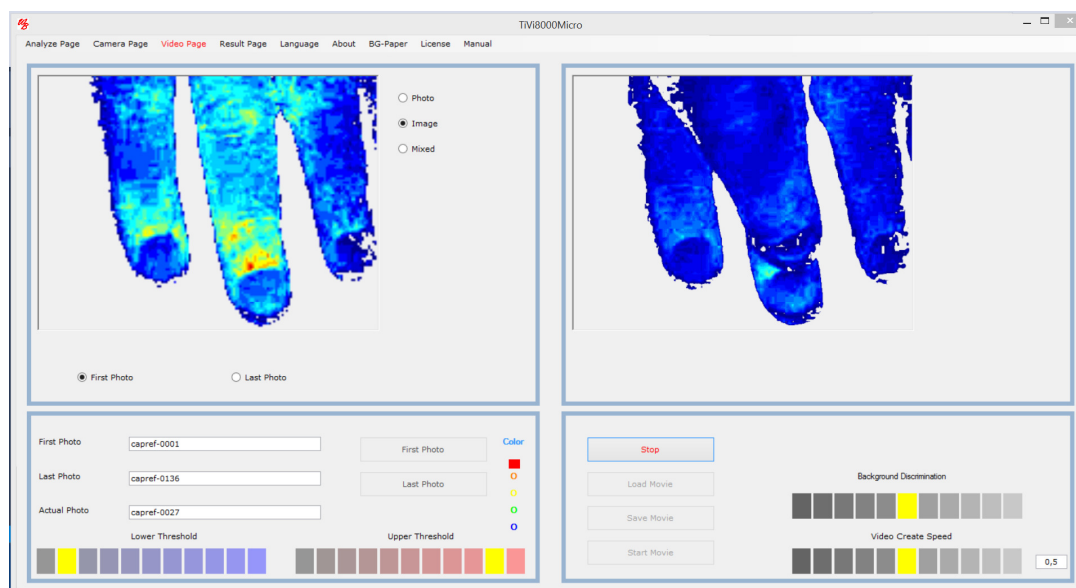 TiVi8000Micro
Analyze Page Camera Page Video Page Result Page Language About BG-Paper License Manual
Photo
Image
Mixed
First Photo Last Photo
First Photo capref-0001 First Photo Color
Last Photo capref-0136 Last Photo O
O
Actual Photo capref-0027 O
O
Lower Threshold Upper Threshold
Stop
Load Movie Background Discrimination
Save Movie
Video Create Speed
Start Movie 0,5